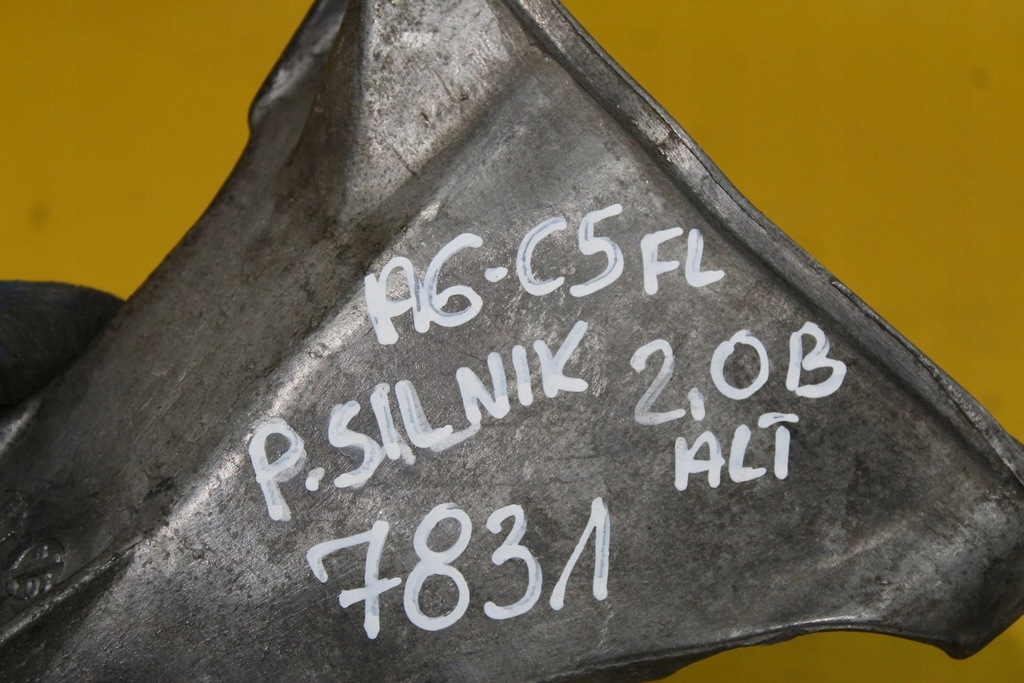 A6-C5 FL
P.SILNIK 2,0B
ALT
7831